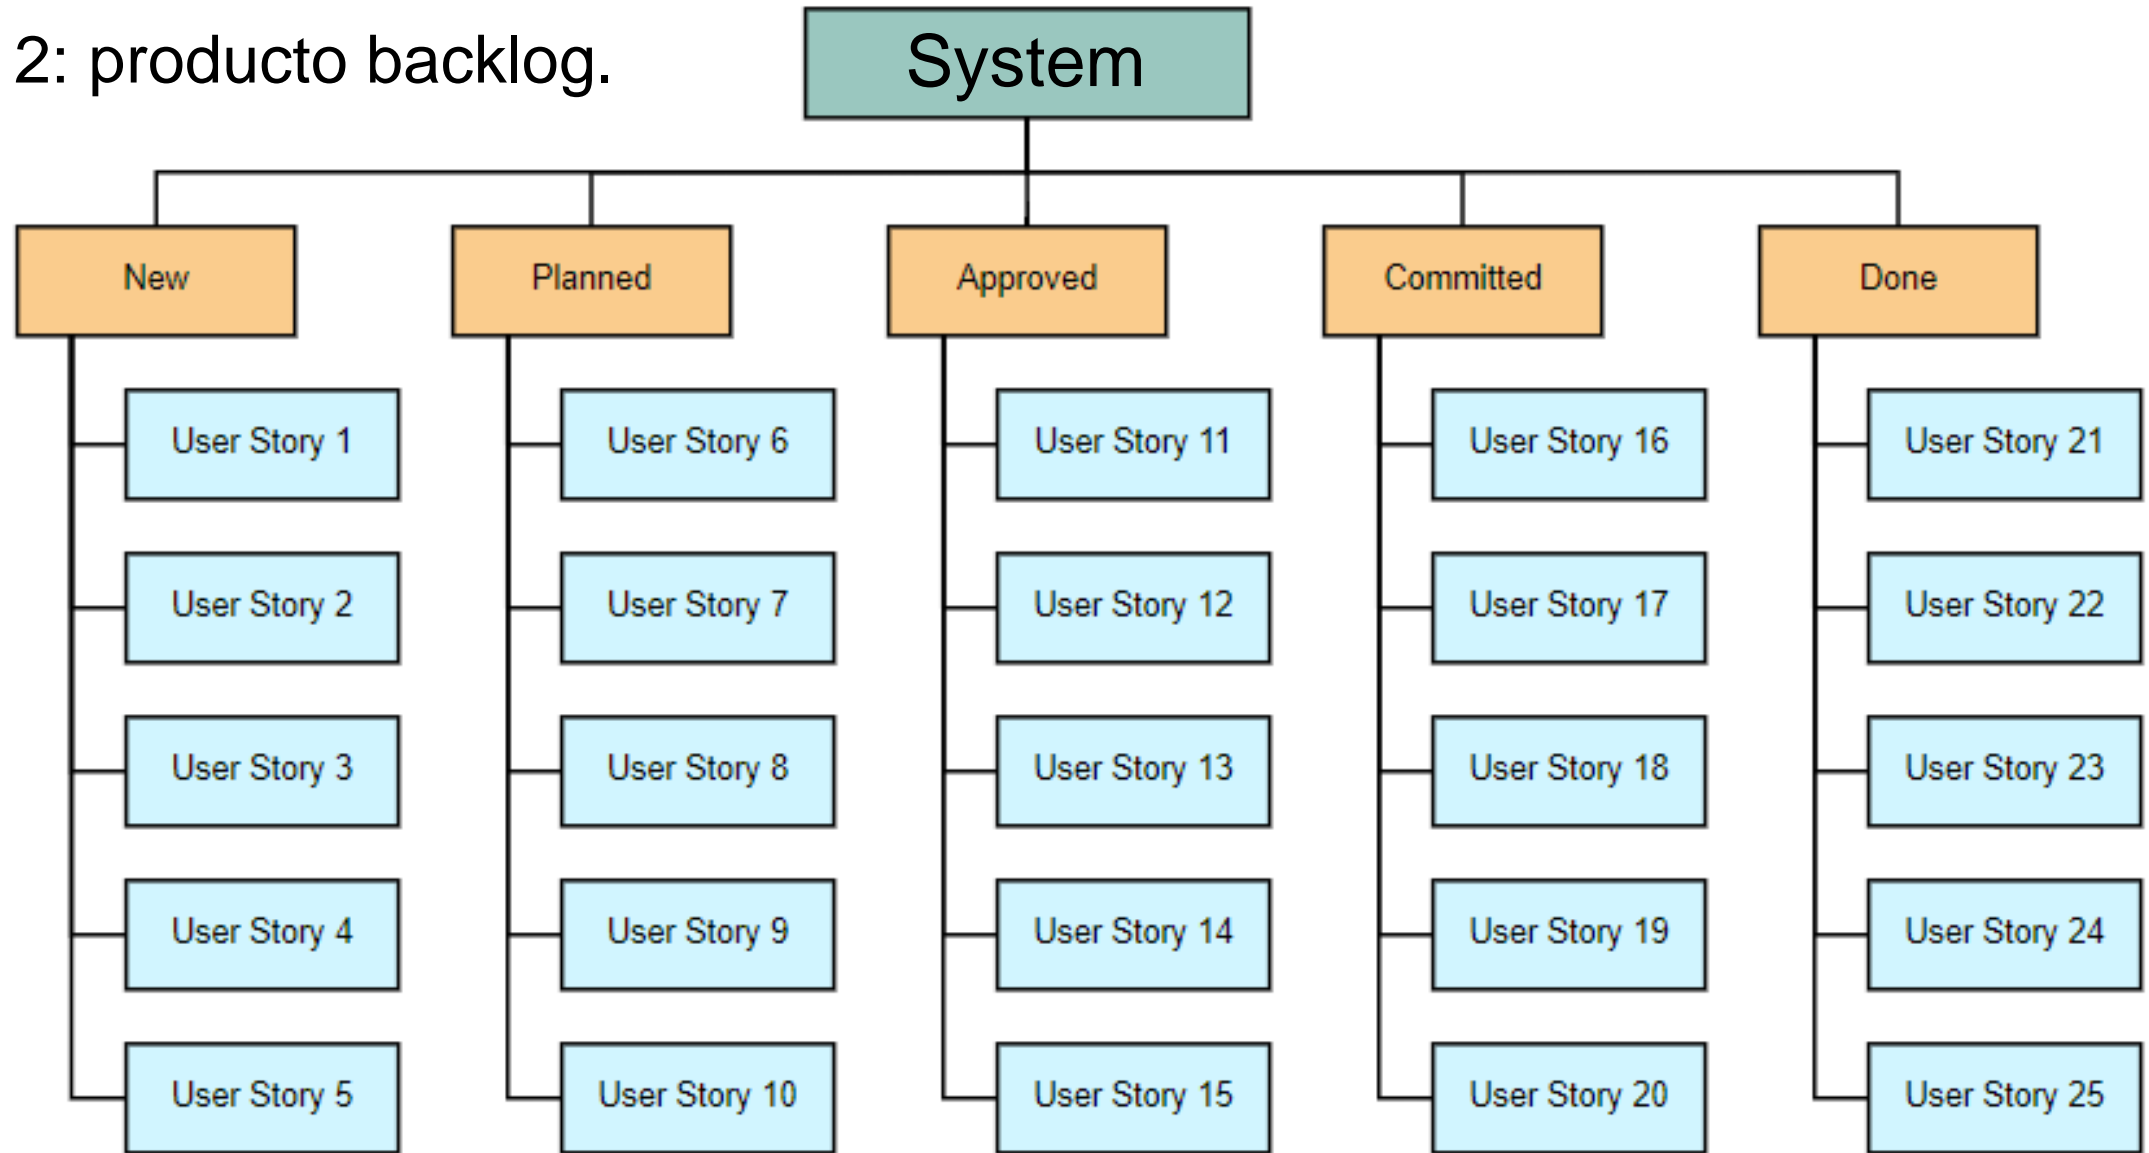 2: producto backlog.
System
New
Planned
Approved
Committed
Done
User Story 1
User Story 6
User Story 11
User Story 16
User Story 21
User Story 2
User Story 7
User Story 12
User Story 17
User Story 22
User Story 3
User Story 8
User Story 13
User Story 18
User Story 23
User Story 4
User Story 9
User Story 14
User Story 19
User Story 24
User Story 5
User Story 10
User Story 15
User Story 20
User Story 25